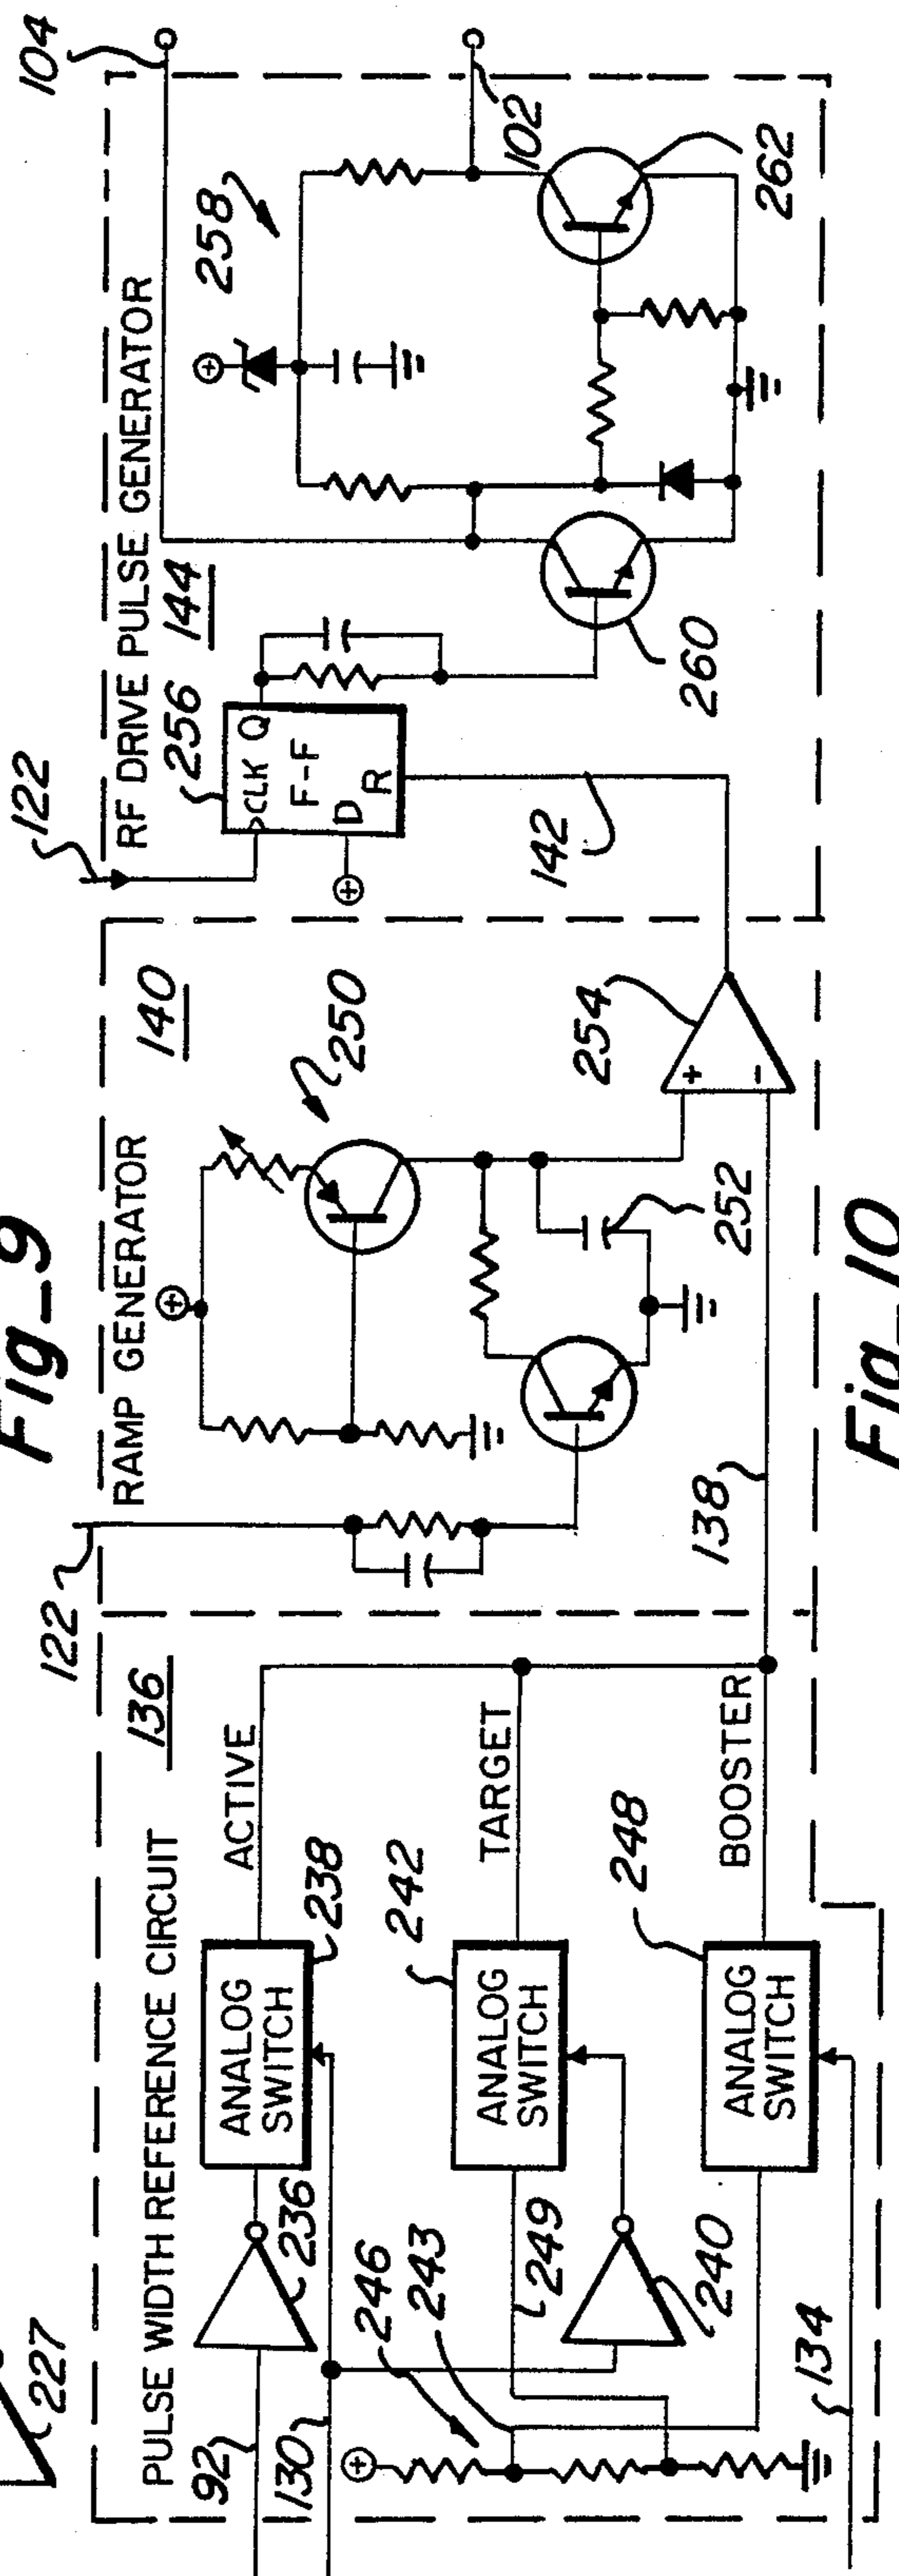 Fig_9
227
PULSE WIDTH REFERENCE CIRCUIT
136
122
RAMP GENERATOR
140
122
RF DRIVE PULSE GENERATOR
144
104
92
236
ANALOG
SWITCH
238
ACTIVE
130
246
243
249
240
ANALOG
SWITCH
242
TARGET
134
ANALOG
SWITCH
248
BOOSTER
138
250
252
254
+
-
142
256
CLK
Q
F-F
D
R
258
260
262
102
Fig_10